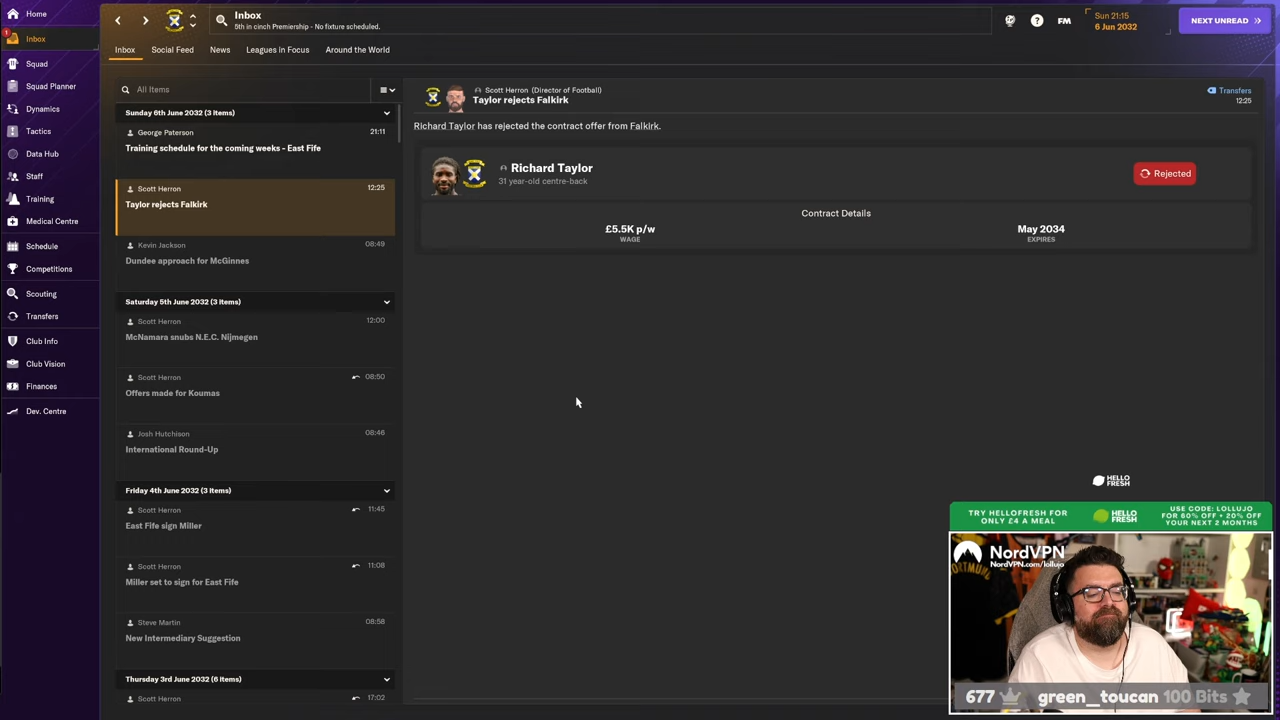 Home
Inbox
5th in cinch Premiership - No fixture scheduled.
FM
Sun 21:15
6 Jun 2032
NEXT UNREAD
1
Inbox
Squad
Squad Planner
Dynamics
Tactics
Data Hub
Staff
Training
Medical Centre
Schedule
Competitions
Scouting
Transfers
Club Info
Club Vision
Finances
Dev. Centre
Inbox
Social Feed
News
Leagues in Focus
Around the World
All Items
Sunday 6th June 2032 (3 items)
George Paterson
21:11
Training schedule for the coming weeks - East Fife
Scott Herron
12:25
Taylor rejects Falkirk
Kevin Jackson
08:49
Dundee approach for McGinnes
Saturday 5th June 2032 (3 items)
Scott Herron
12:00
McNamara snubs N.E.C. Nijmegen
Scott Herron
08:50
Offers made for Koumas
Josh Hutchison
08:46
International Round-Up
Friday 4th June 2032 (3 items)
Scott Herron
11:45
East Fife sign Miller
Scott Herron
11:08
Miller set to sign for East Fife
Steve Martin
08:58
New Intermediary Suggestion
Thursday 3rd June 2032 (6 items)
Scott Herron
17:02
Scott Herron (Director of Football)
Taylor rejects Falkirk
Transfers
12:25
Richard Taylor has rejected the contract offer from Falkirk.
Richard Taylor
31 year-old centre-back
Rejected
Contract Details
£5.5K p/w
WAGE
May 2034
EXPIRES
HELLO
FRESH
TRY HELLOFRESH FOR
ONLY £4 A MEAL
HELLO
FRESH
USE CODE: LOLLUJO
FOR 60% OFF + 20% OFF
YOUR NEXT 2 MONTHS
NordVPN
NordVPN.com/lollujo
677
green_toucan 100 Bits